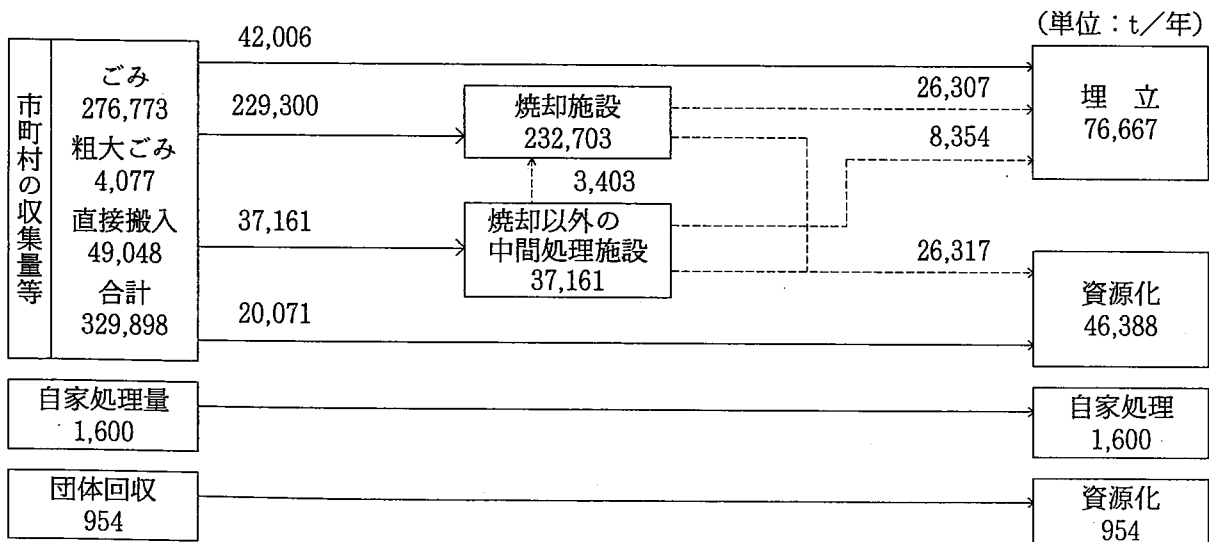 (単位：t／年)
市町村の収集量等
ごみ
276,773
粗大ごみ
4,077
直接搬入
49,048
合計
329,898
42,006
229,300
37,161
20,071
焼却施設
232,703
3,403
焼却以外の
中間処理施設
37,161
26,307
8,354
26,317
埋立
76,667
資源化
46,388
自家処理量
1,600
自家処理
1,600
団体回収
954
資源化
954